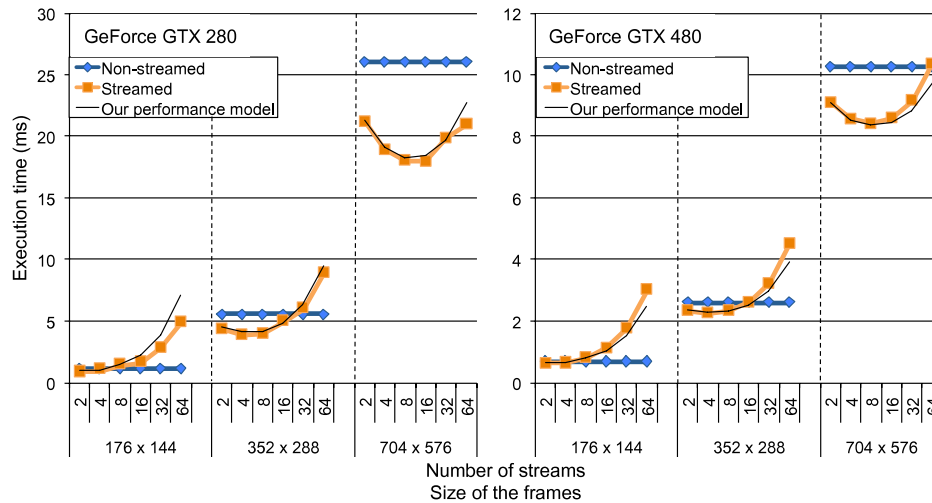 GeForce GTX 280
Non-streamed
Streamed
Our performance model
Execution time (ms)
30
25
20
15
10
5
0
2 4 8 16 32 64 2 4 8 16 32 64 2 4 8 16 32 64
176 x 144 352 x 288 704 x 576
GeForce GTX 480
Non-streamed
Streamed
Our performance model
12
10
8
6
4
2
0
2 4 8 16 32 64 2 4 8 16 32 64 2 4 8 16 32 64
176 x 144 352 x 288 704 x 576
Number of streams
Size of the frames